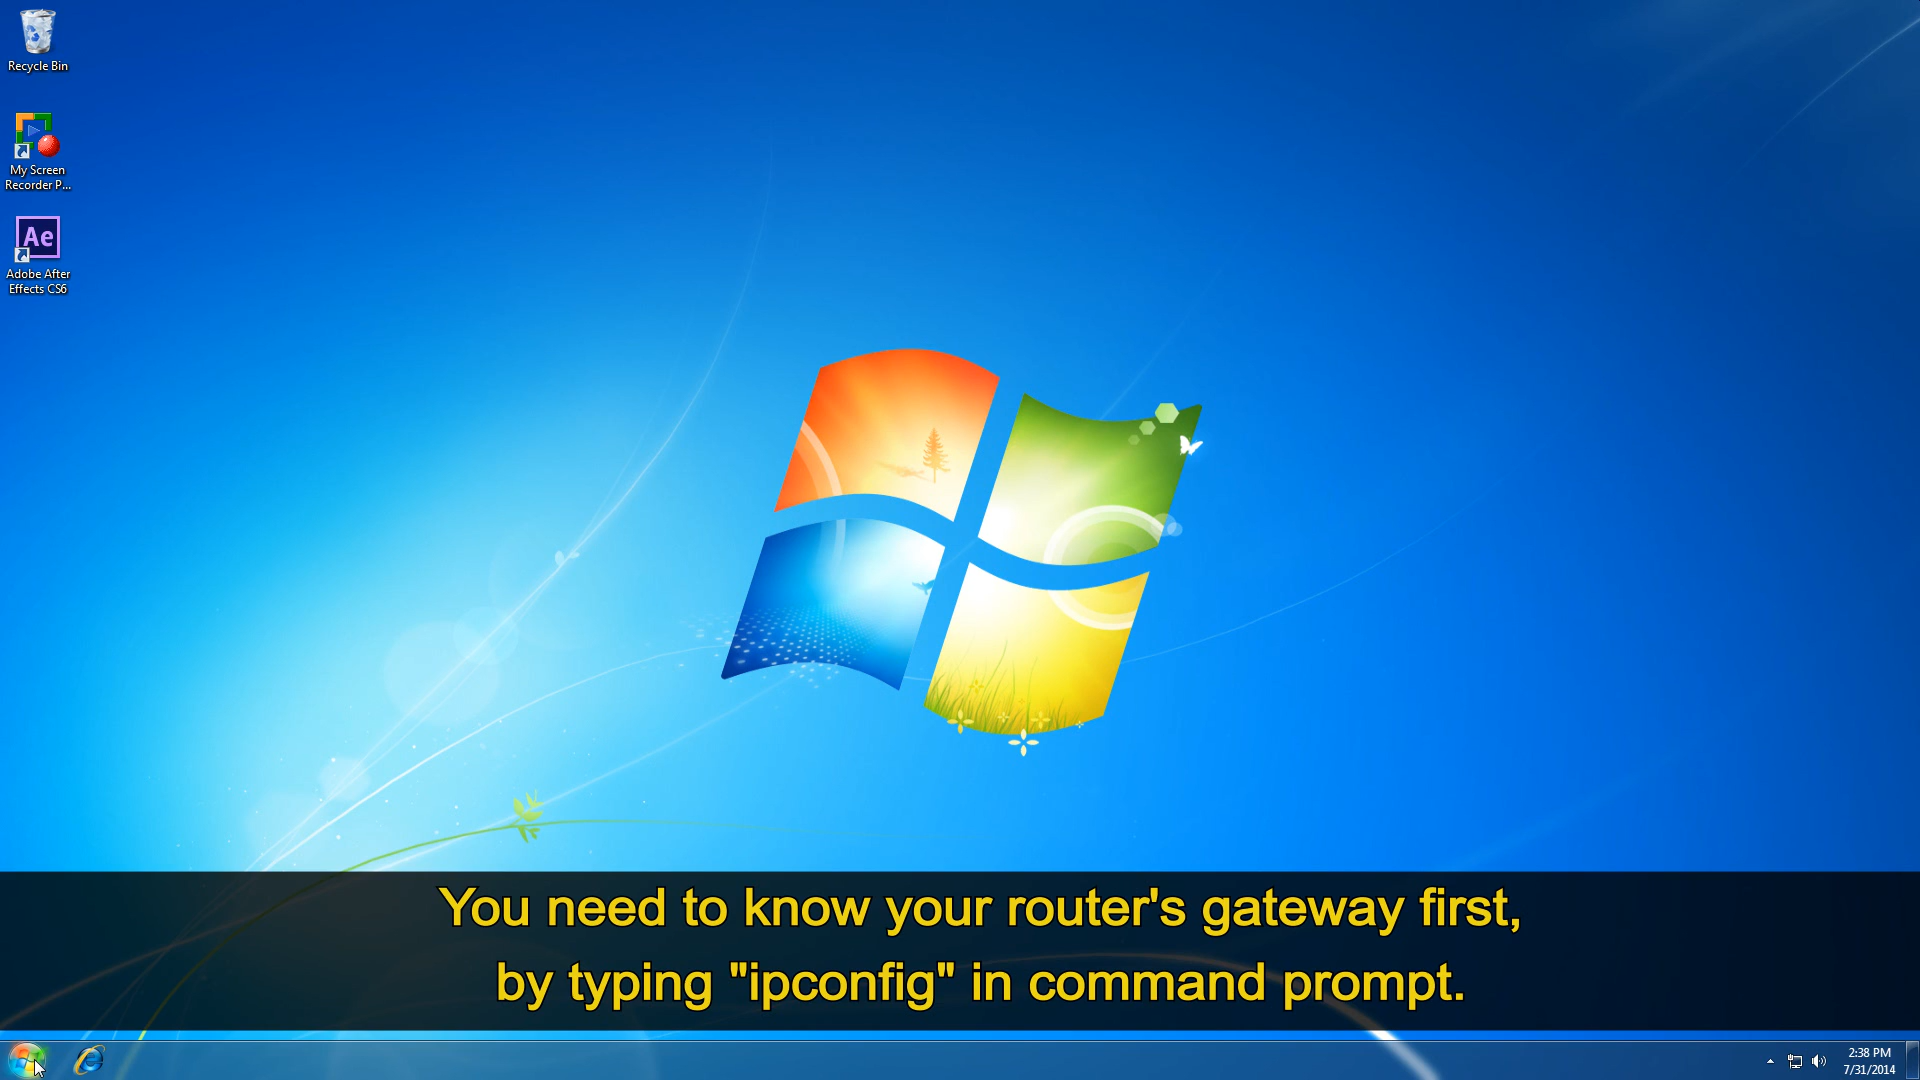 Recycle Bin
My Screen
Recorder P...
Ae
Adobe After
Effects CS6
You need to know your router's gateway first,
by typing "ipconfig" in command prompt.
2:38 PM
7/31/2014